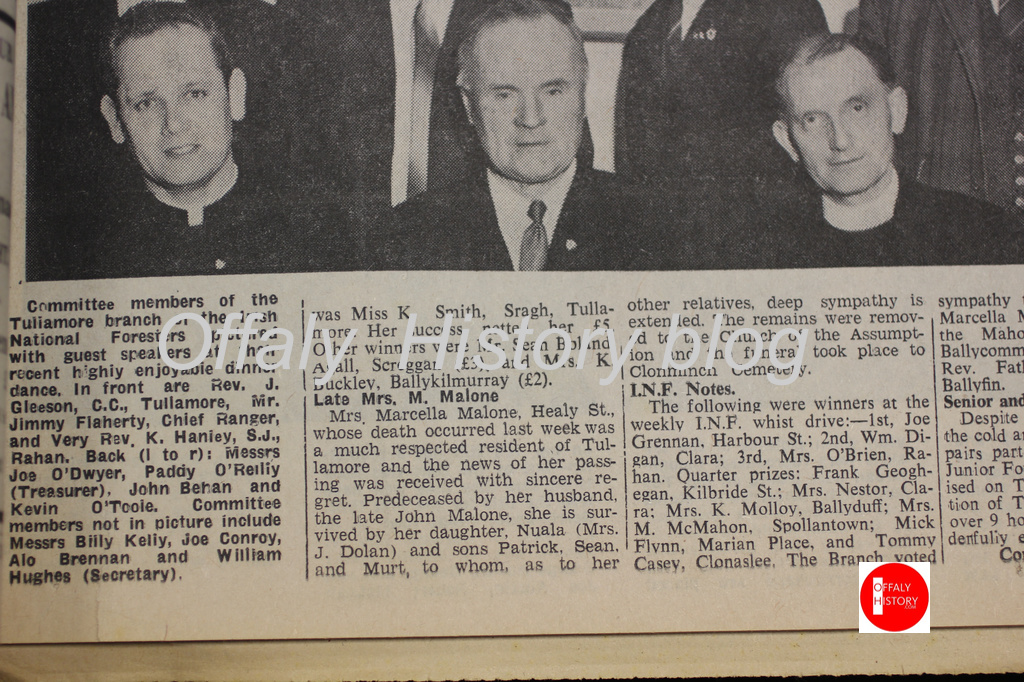 Committee members of the
Tullamore branch of the Irish
National Foresters pictured
with guest speakers at their
recent highly enjoyable dinner
dance. In front are Rev. J.
Gleeson, C.C., Tullamore, Mr.
Jimmy Flaherty, Chief Ranger,
and Very Rev. K. Hanley, S.J.,
Rahan. Back (l to r): Messrs
Joe O'Dwyer, Paddy O'Reilly
(Treasurer), John Behan and
Kevin O'Toole. Committee
members not in picture include
Messrs Billy Kelly, Joe Conroy,
Alo Brennan and William
Hughes (Secretary).
was Miss K. Smith, Sragh, Tulla-
more. Her success netted her £5.
Other winners were Mr. Sean Boland
Avall, Scroggan (£3), and Mrs. K.
Buckley, Ballykilmurray (£2).
Late Mrs. M. Malone
Mrs. Marcella Malone, Healy St.,
whose death occurred last week was
a much respected resident of Tul-
lamore and the news of her pass-
ing was received with sincere re-
gret. Predeceased by her husband,
the late John Malone, she is sur-
vived by her daughter, Nuala (Mrs.
J. Dolan) and sons Patrick, Sean,
and Murt, to whom, as to her
other relatives, deep sympathy is
extended. The remains were remov-
ed to the Church of the Assumpt-
ion and the funeral took place to
Clonminch Cemetery.
I.N.F. Notes.
The following were winners at the
weekly I.N.F. whist drive:—1st, Joe
Grennan, Harbour St.; 2nd, Wm. Di-
gan, Clara; 3rd, Mrs. O'Brien, Ra-
han. Quarter prizes: Frank Geogh-
egan, Kilbride St.; Mrs. Nestor, Cla-
ra; Mrs. K. Molloy, Ballyduff; Mrs.
M. McMahon, Spollantown; Mick
Flynn, Marian Place, and Tommy
Casey, Clonaslee. The Branch voted
sympathy
Marcella M
the Maho
Ballycomm
Rev. Fath
Ballyfin.
Senior and
Despite
the cold a
pairs part
Junior Fo
ised on T
tion of T
over 9 ho
derfully e
Co
Offaly History blog
OFFALY
HISTORY
.COM